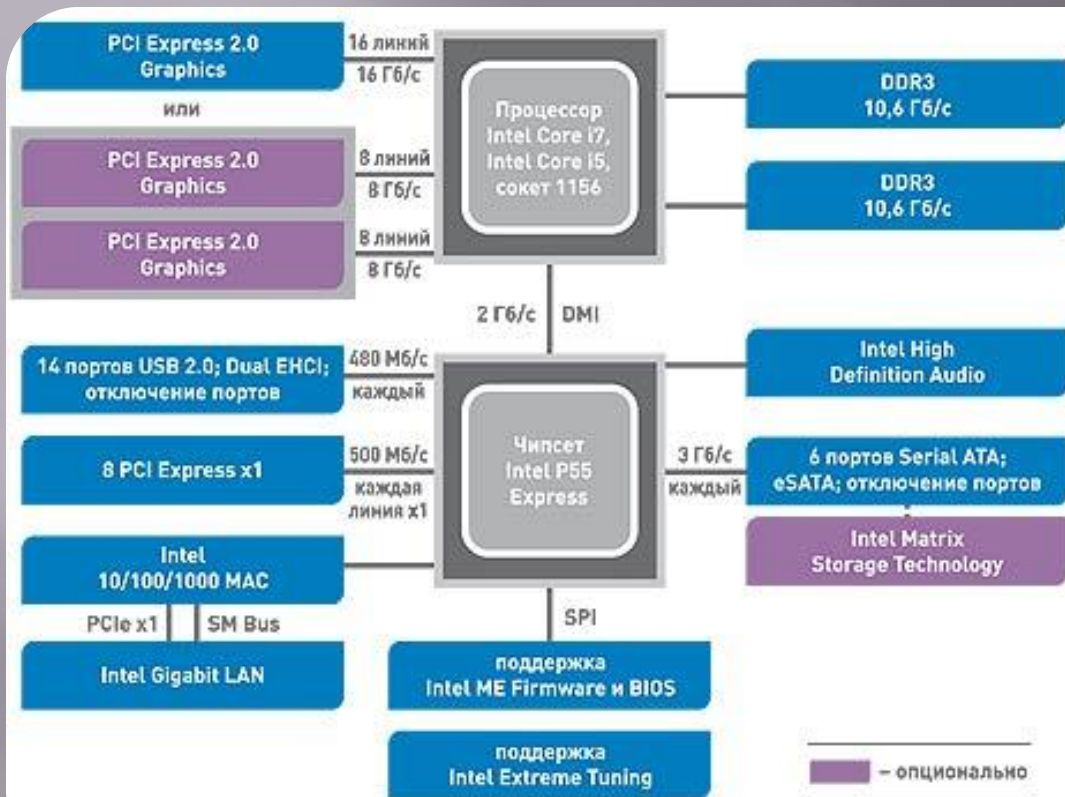 PCI Express 2.0
Graphics
16 линий
16 Гб/с
или
PCI Express 2.0
Graphics
8 линий
8 Гб/с
PCI Express 2.0
Graphics
8 линий
8 Гб/с
Процессор
Intel Core i7,
Intel Core i5,
сокет 1156
DDR3
10,6 Гб/с
DDR3
10,6 Гб/с
2 Гб/с
DMI
14 портов USB 2.0; Dual EHCI;
отключение портов
480 Мб/с
каждый
8 PCI Express x1
500 Мб/с
каждая
линия x1
Intel
10/100/1000 MAC
PCIe x1
SM Bus
Intel Gigabit LAN
Чипсет
Intel P55
Express
Intel High
Definition Audio
3 Гб/с
каждый
6 портов Serial ATA;
eSATA; отключение портов
Intel Matrix
Storage Technology
SPI
поддержка
Intel ME Firmware и BIOS
поддержка
Intel Extreme Tuning
– опционально